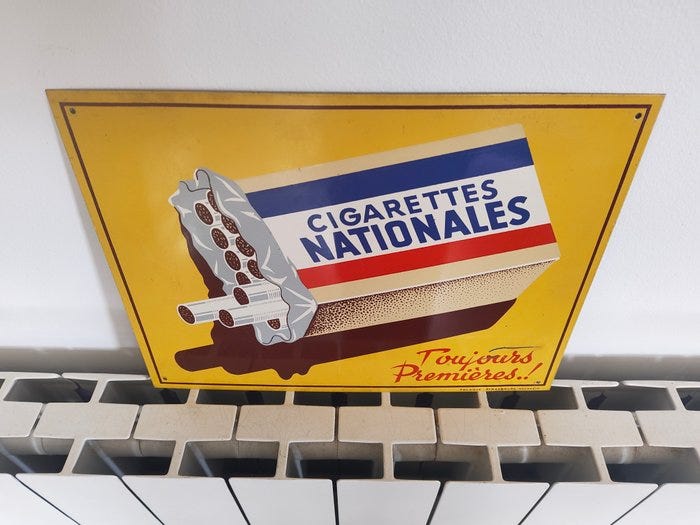 CIGARETTES
NATIONALES
Toujours
Premières..!